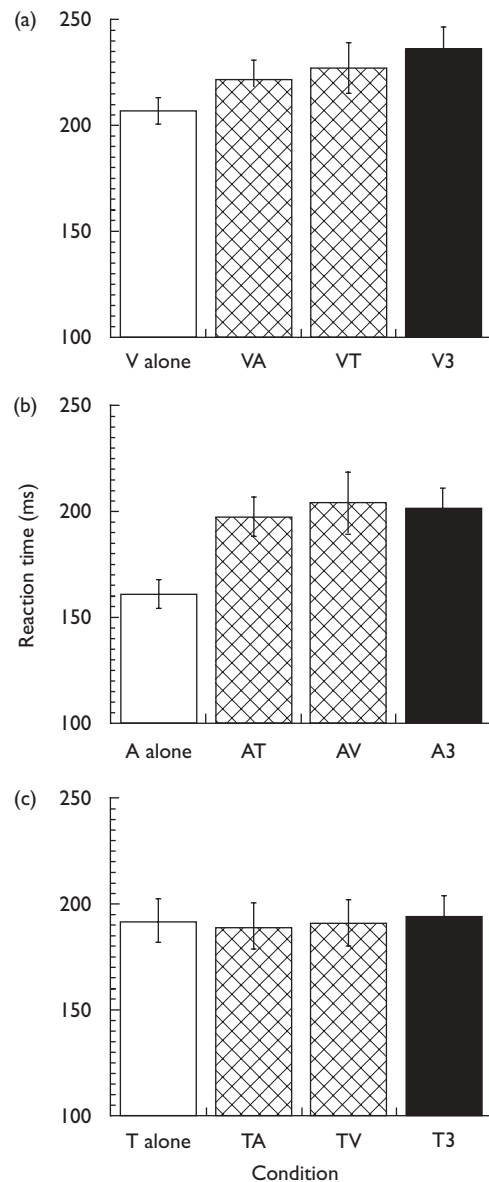 (a)
250
200
150
100
V alone VA VT V3
(b)
250
200
150
100
A alone AT AV A3
Reaction time (ms)
(c)
250
200
150
100
T alone TA TV T3
Condition